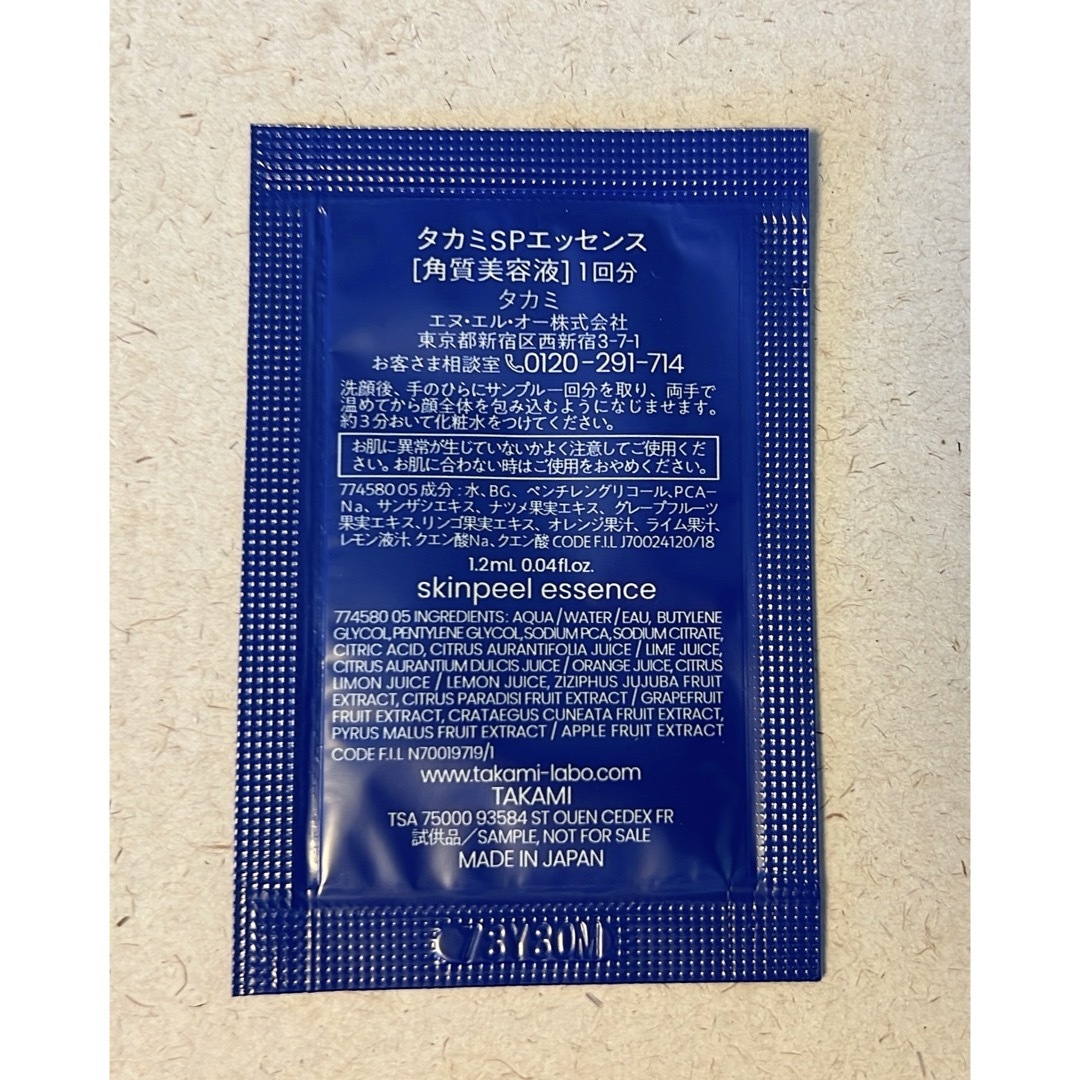 タカミSPエッセンス
[角質美容液] 1回分
タカミ
エヌ・エル・オー株式会社
東京都新宿区西新宿3-7-1
お客さま相談室 0120-291-714
洗顔後、手のひらにサンプル一回分を取り、両手で
温めてから顔全体を包み込むようになじませます。
約3分おいて化粧水をつけてください。
お肌に異常が生じていないかよく注意してご使用くだ
さい。お肌に合わない時はご使用をおやめください。
774580 05 成分：水、BG、ペンチレングリコール、PCA-
Na、サンザシエキス、ナツメ果実エキス、グレープフルーツ
果実エキス、リンゴ果実エキス、オレンジ果汁、ライム果汁、
レモン液汁、クエン酸Na、クエン酸 CODE F.I.L J70024120/18
1.2mL 0.04fl.oz.
skinpeel essence
774580 05 INGREDIENTS: AQUA / WATER / EAU, BUTYLENE
GLYCOL, PENTYLENE GLYCOL, SODIUM PCA, SODIUM CITRATE,
CITRIC ACID, CITRUS AURANTIFOLIA JUICE / LIME JUICE,
CITRUS AURANTIUM DULCIS JUICE / ORANGE JUICE, CITRUS
LIMON JUICE / LEMON JUICE, ZIZIPHUS JUJUBA FRUIT
EXTRACT, CITRUS PARADISI FRUIT EXTRACT / GRAPEFRUIT
FRUIT EXTRACT, CRATAEGUS CUNEATA FRUIT EXTRACT,
PYRUS MALUS FRUIT EXTRACT / APPLE FRUIT EXTRACT
CODE F.I.L N70019719/1
www.takami-labo.com
TAKAMI
TSA 75000 93584 ST OUEN CEDEX FR
試供品／SAMPLE, NOT FOR SALE
MADE IN JAPAN